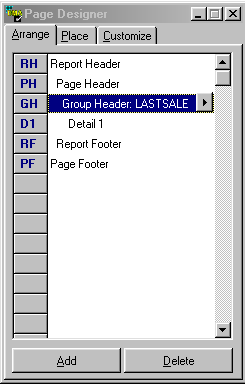 Page Designer
Arrange Place Customize
RH Report Header
PH Page Header
GH Group Header: LASTSALE
D1 Detail 1
RF Report Footer
PF Page Footer
Add Delete